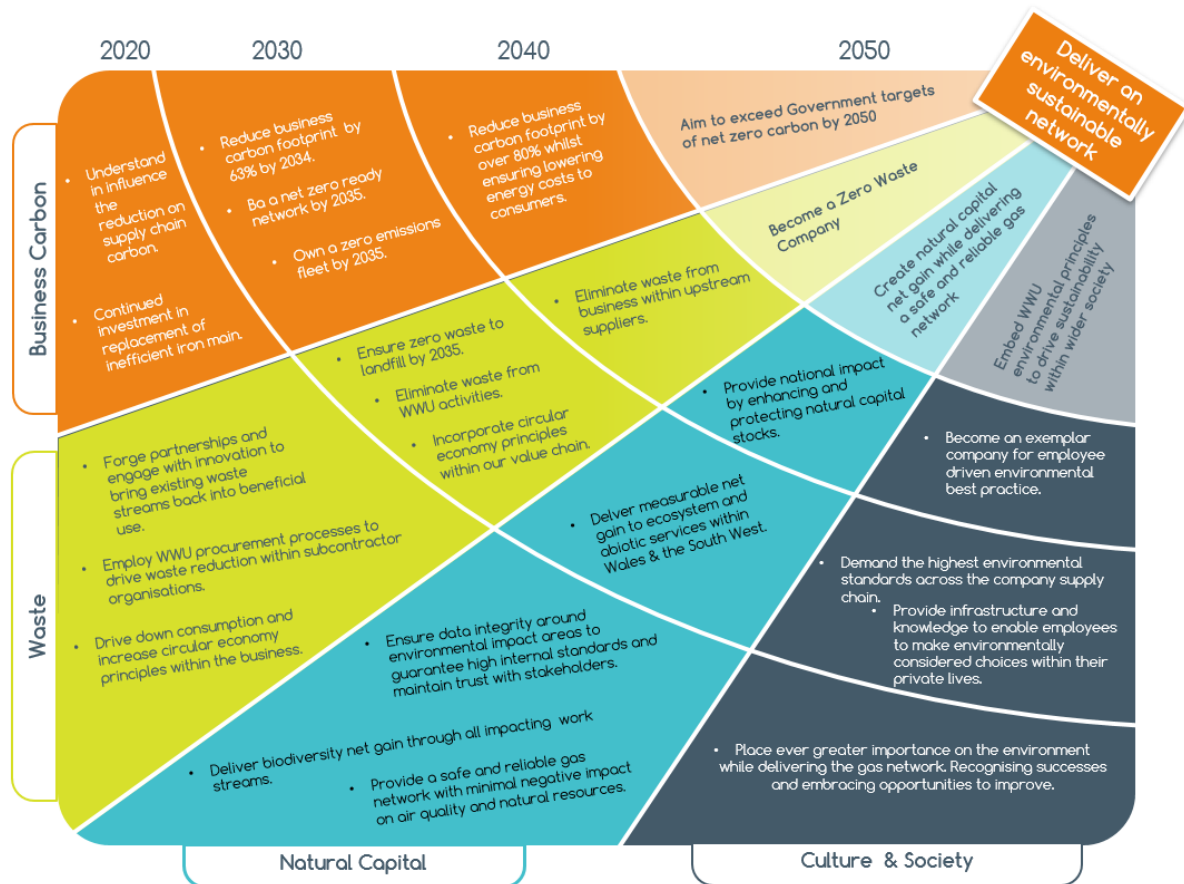 2020
2030
2040
2050
Deliver an
environmentally
sustainable
network
Business Carbon
• Understand
in influence
the
reduction on
supply chain
carbon.
• Continued
investment in
replacement of
inefficient iron main.
• Reduce business
carbon footprint by
63% by 2034.
• Ba a net zero ready
network by 2035.
• Own a zero emissions
fleet by 2035.
• Reduce business
carbon footprint by
over 80% whilst
ensuring lowering
energy costs to
consumers.
Aim to exceed Government targets
of net zero carbon by 2050
Waste
• Forge partnerships and
engage with innovation to
bring existing waste
streams back into beneficial
use.
• Employ WWU procurement processes to
drive waste reduction within subcontractor
organisations.
• Drive down consumption and
increase circular economy
principles within the business.
• Ensure zero waste to
landfill by 2035.
• Eliminate waste from
WWU activities.
• Incorporate circular
economy principles
within our value chain.
• Eliminate waste from
business within upstream
suppliers.
Become a Zero Waste
Company
• Ensure data integrity around
environmental impact areas to
guarantee high internal standards and
maintain trust with stakeholders.
• Deliver biodiversity net gain through all impacting work
streams.
• Provide a safe and reliable gas
network with minimal negative impact
on air quality and natural resources.
• Delver measurable net
gain to ecosystem and
abiotic services within
Wales & the South West.
• Provide national impact
by enhancing and
protecting natural capital
stocks.
Create natural capital
net gain while delivering
a safe and reliable gas
network
Embed WWU
environmental principles
to drive sustainability
within wider society
• Become an exemplar
company for employee
driven environmental
best practice.
• Demand the highest environmental
standards across the company supply
chain.
• Provide infrastructure and
knowledge to enable employees
to make environmentally
considered choices within their
private lives.
• Place ever greater importance on the environment
while delivering the gas network. Recognising successes
and embracing opportunities to improve.
Natural Capital
Culture & Society